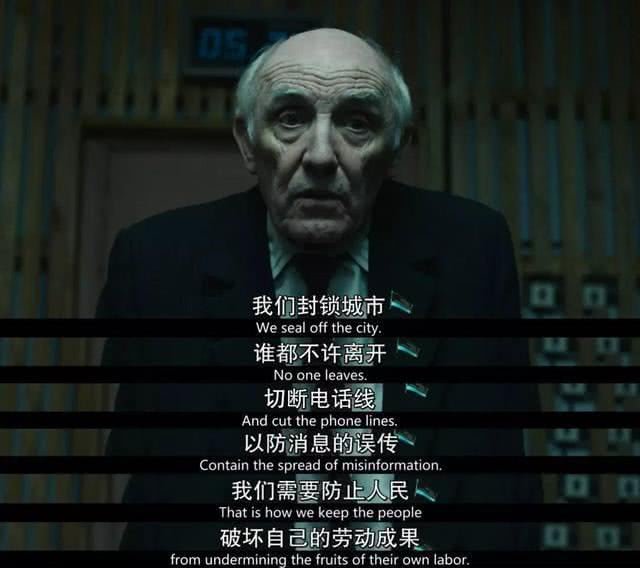 我们封锁城市
We seal off the city.
谁都不许离开
No one leaves.
切断电话线
And cut the phone lines.
以防消息的误传
Contain the spread of misinformation.
我们需要防止人民
That is how we keep the people
破坏自己的劳动成果
from undermining the fruits of their own labor.